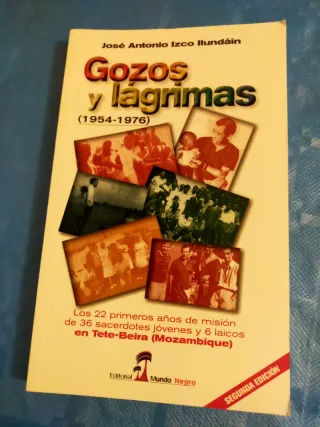 José Antonio Izco Ilundáin
Gozos
y lágrimas
(1954-1976)
Los 22 primeros años de misión
de 36 sacerdotes jóvenes y 6 laicos
en Tete-Beira (Mozambique)
Editorial Mundo Negro
SEGUNDA EDICIÓN